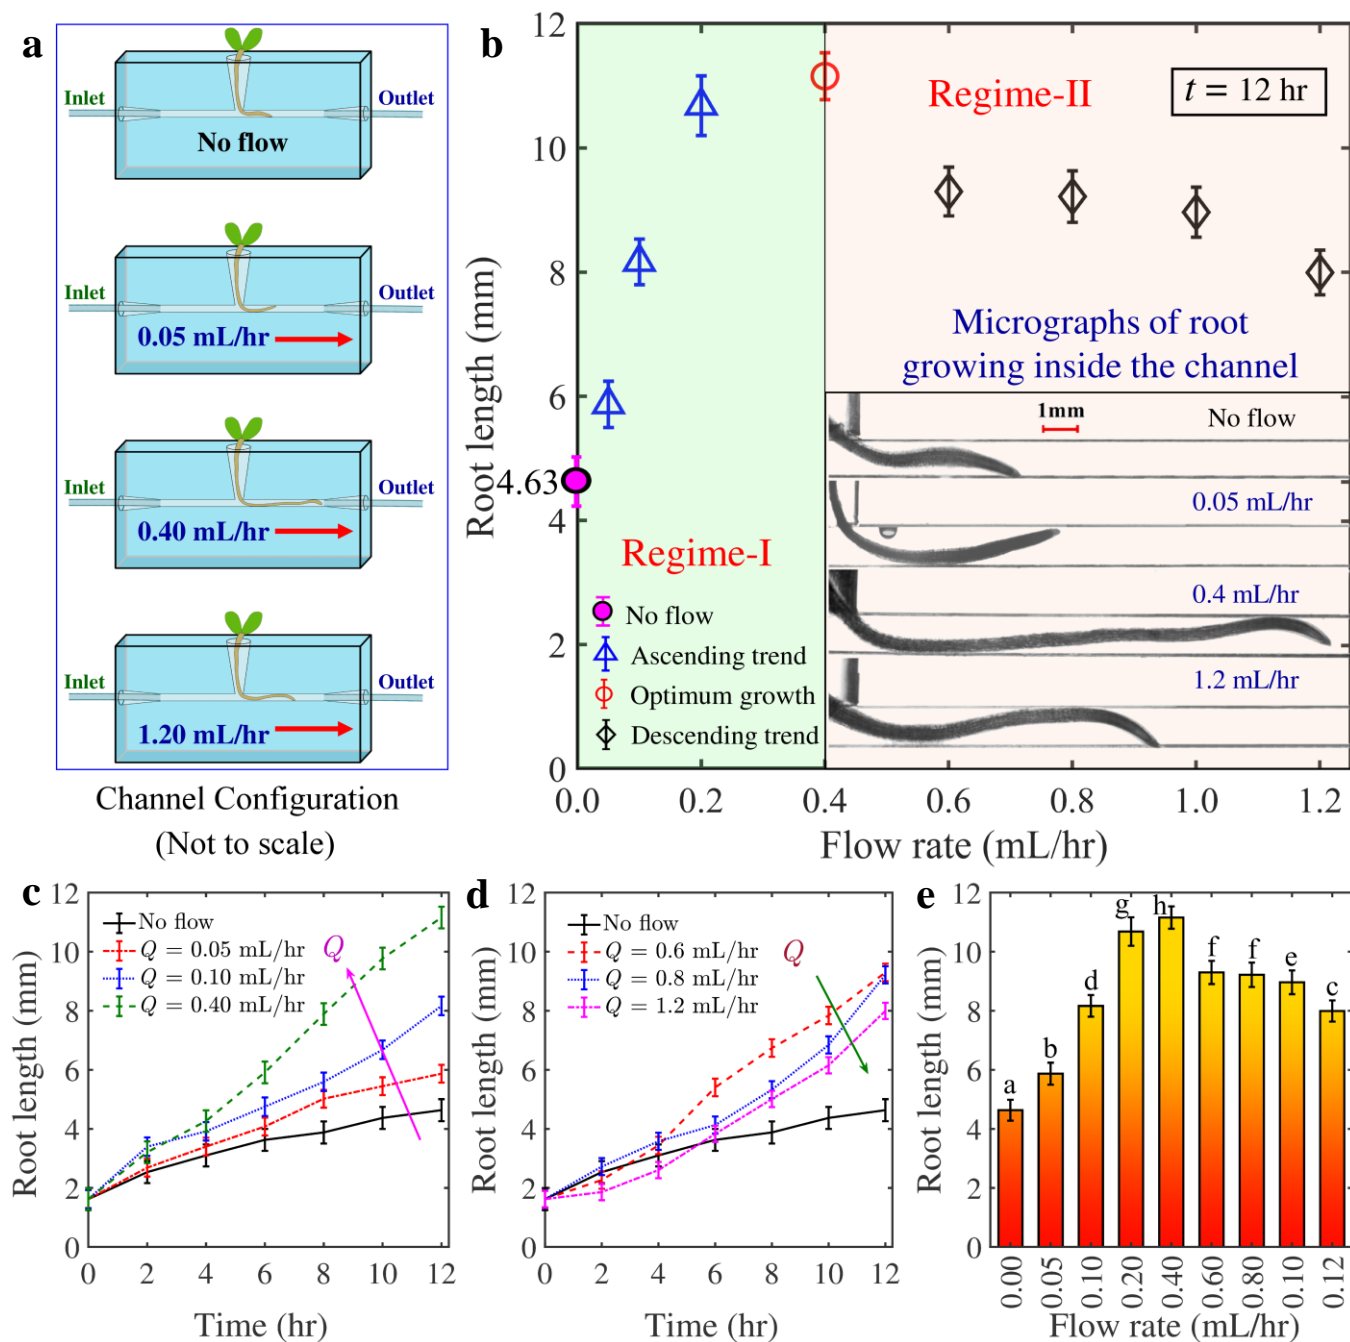 a
Inlet
Outlet
No flow
Inlet
Outlet
0.05 mL/hr
Inlet
Outlet
0.40 mL/hr
Inlet
Outlet
1.20 mL/hr
Channel Configuration
(Not to scale)
b
12
10
8
6
4
2
0
Root length (mm)
4.63
Regime-I
Regime-II
t = 12 hr
No flow
Ascending trend
Optimum growth
Descending trend
Micrographs of root
growing inside the channel
1mm
No flow
0.05 mL/hr
0.4 mL/hr
1.2 mL/hr
0.0 0.2 0.4 0.6 0.8 1.0 1.2
Flow rate (mL/hr)
c
12
10
8
6
4
2
0
Root length (mm)
No flow
Q = 0.05 mL/hr
Q = 0.10 mL/hr
Q = 0.40 mL/hr
Q
0 2 4 6 8 10 12
Time (hr)
d
12
10
8
6
4
2
0
Root length (mm)
No flow
Q = 0.6 mL/hr
Q = 0.8 mL/hr
Q = 1.2 mL/hr
Q
0 2 4 6 8 10 12
Time (hr)
e
12
10
8
6
4
2
0
Root length (mm)
a b d g h f f e c
0.00 0.05 0.10 0.20 0.40 0.60 0.80 0.10 0.12
Flow rate (mL/hr)